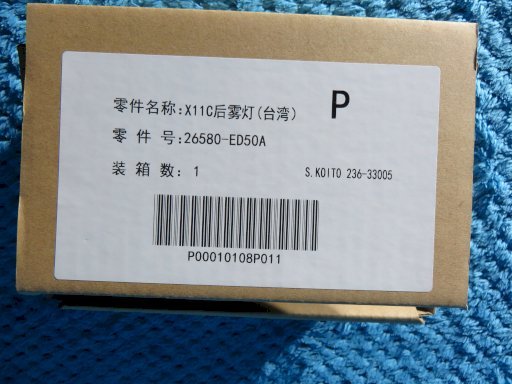 零件名称:X11C后雾灯(台湾)
P
零 件 号:26580-ED50A
装 箱 数: 1
S.KOITO 236-33005
P00010108P011